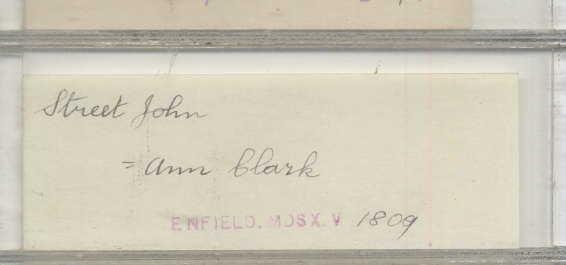 Street John
= Ann Clark
ENFIELD. MDSX. V 1809